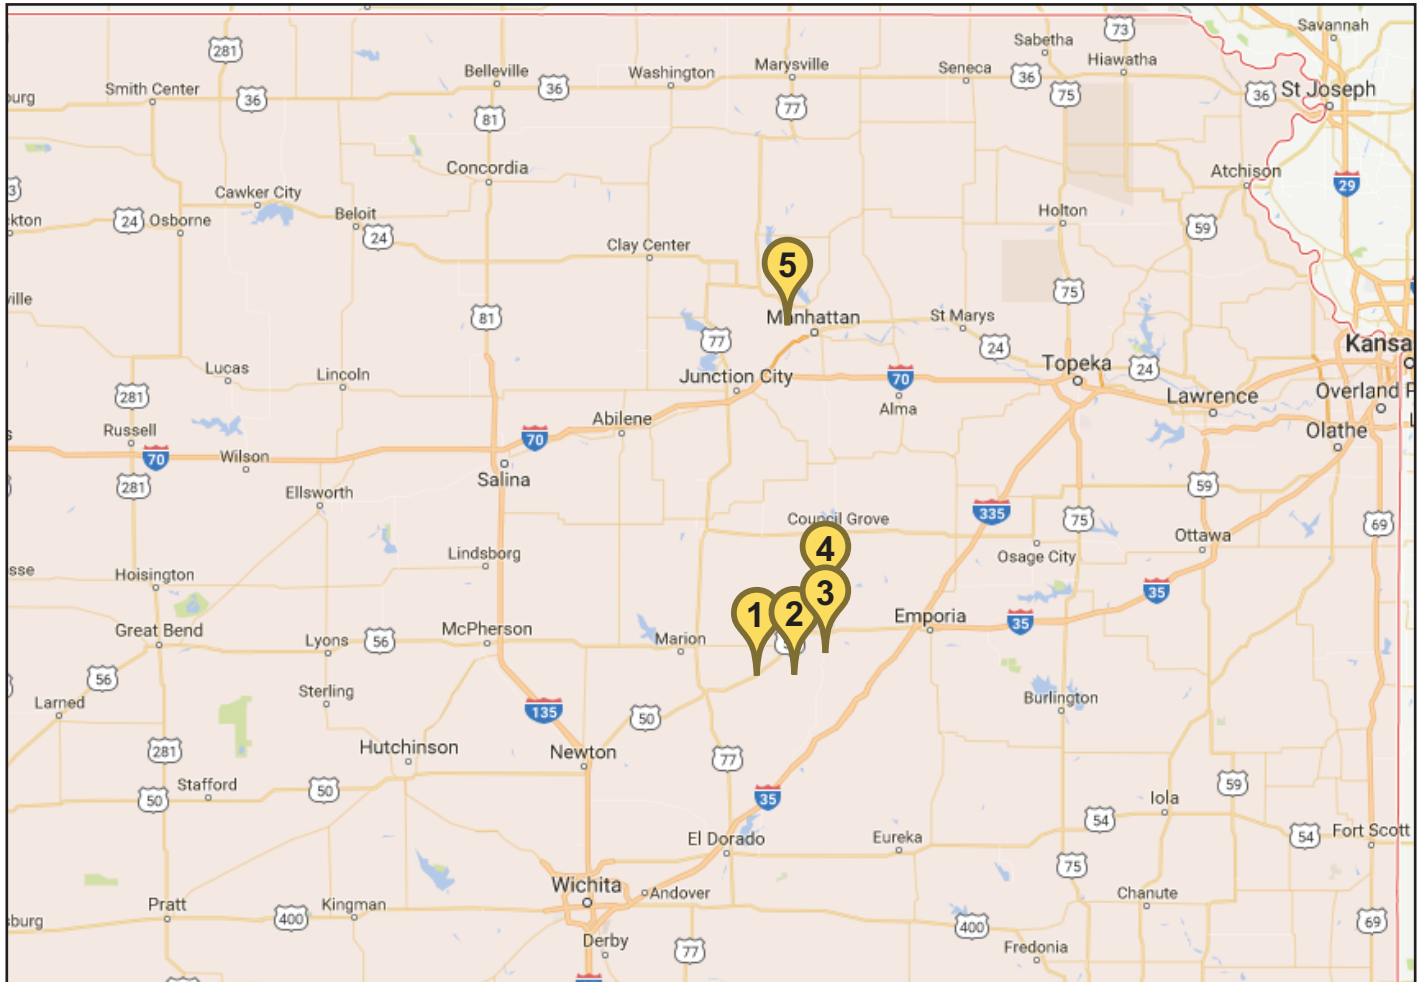 Savannah
73
Sabetha
281
Hiawatha
Belleville
Washington
Marysville
Seneca
36
Smith Center
36
36
75
36
St Joseph
urg
77
81
Concordia
Atchison
29
3
Cawker City
kton
24
Osborne
Beloit
24
Holton
59
Clay Center
5
75
ville
81
Manhattan
St Marys
77
24
Kansa
Lucas
Lincoln
Junction City
70
Topeka
24
281
Alma
Lawrence
Overland P
Abilene
Russell
70
Olathe
70
Wilson
Salina
281
Ellsworth
59
335
75
Council Grove
69
Ottawa
4
Osage City
Lindsborg
sse
Hoisington
3
35
1
2
Emporia
35
Great Bend
Lyons
56
McPherson
Marion
56
Larned
Sterling
135
50
Burlington
281
Hutchinson
Newton
77
Stafford
50
50
35
59
Iola
54
54
Fort Scott
El Dorado
Eureka
75
Wichita
Andover
Chanute
Pratt
400
Kingman
sburg
400
69
Derby
77
Fredonia